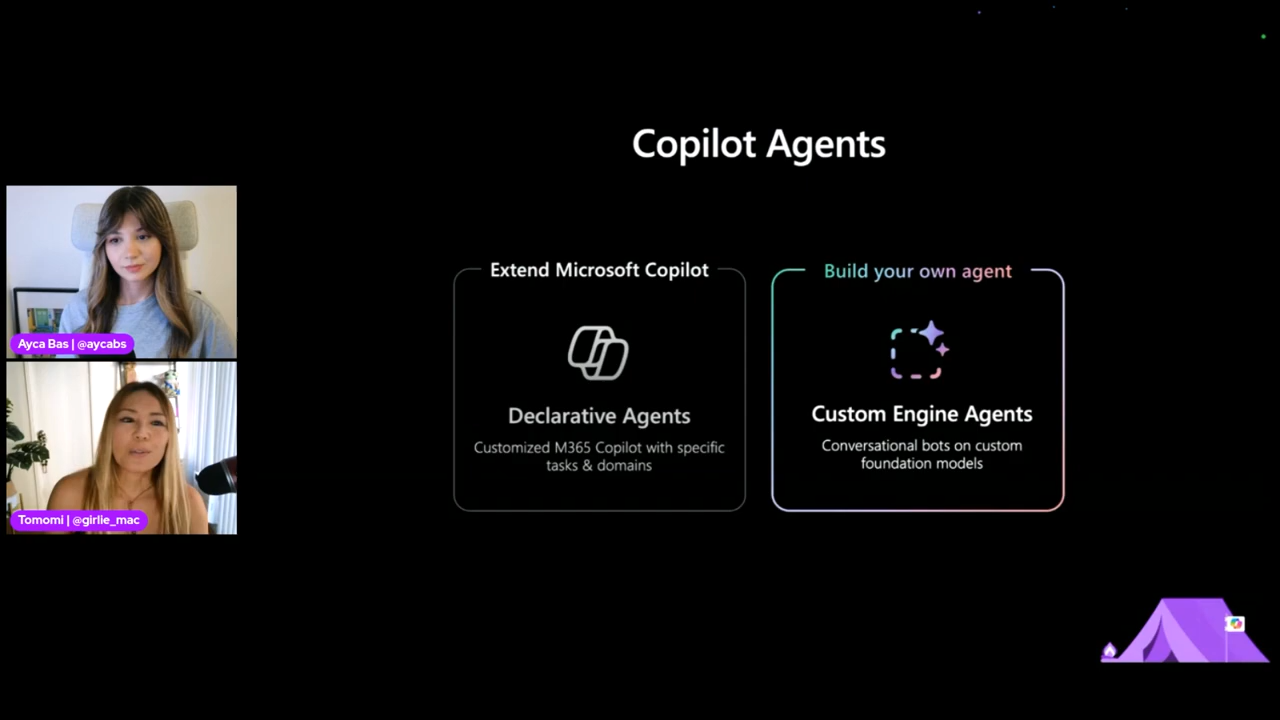 Copilot Agents
Extend Microsoft Copilot
Declarative Agents
Customized M365 Copilot with specific
tasks & domains
Build your own agent
Custom Engine Agents
Conversational bots on custom
foundation models
Ayca Bas | @aycabs
Tomomi | @girlie_mac